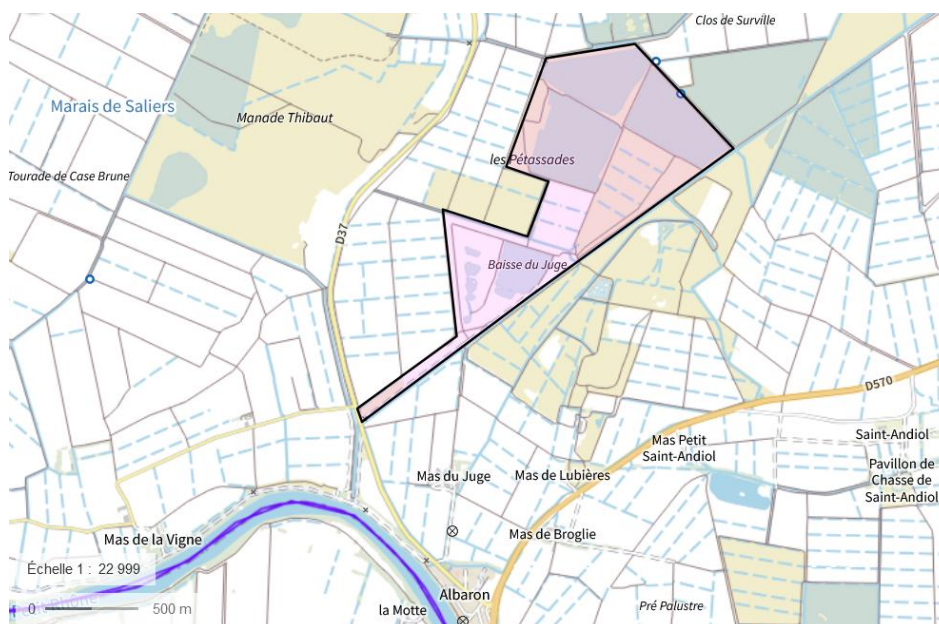 Clos de Surville
Marais de Saliers
Manade Thibaut
les Pétassades
Tourade de Case Brune
D37
Baisse du Juge
D570
Saint-Andiol
Mas Petit
Saint-Andiol
Pavillon de
Chasse de
Saint-Andiol
Mas du Juge
Mas de Lubières
Mas de la Vigne
Mas de Broglie
Échelle 1 : 22 999
0
500 m
Albaron
la Motte
Pré Palustre